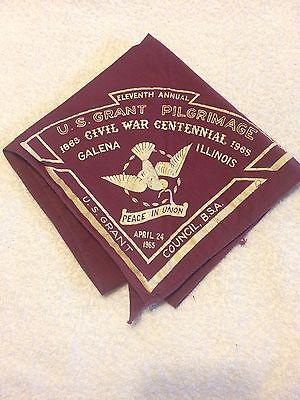 ELEVENTH ANNUAL
U.S. GRANT PILGRIMAGE
1865 CIVIL WAR CENTENNIAL 1965
GALENA ILLINOIS
PEACE IN UNION
APRIL 24
1965
U.S. GRANT
COUNCIL, B.S.A.